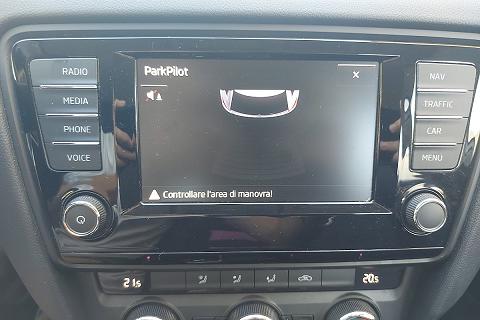 RADIO
MEDIA
PHONE
VOICE
ParkPilot
x
Controllare l'area di manovra!
NAV
TRAFFIC
CAR
MENU
21.5
20.5